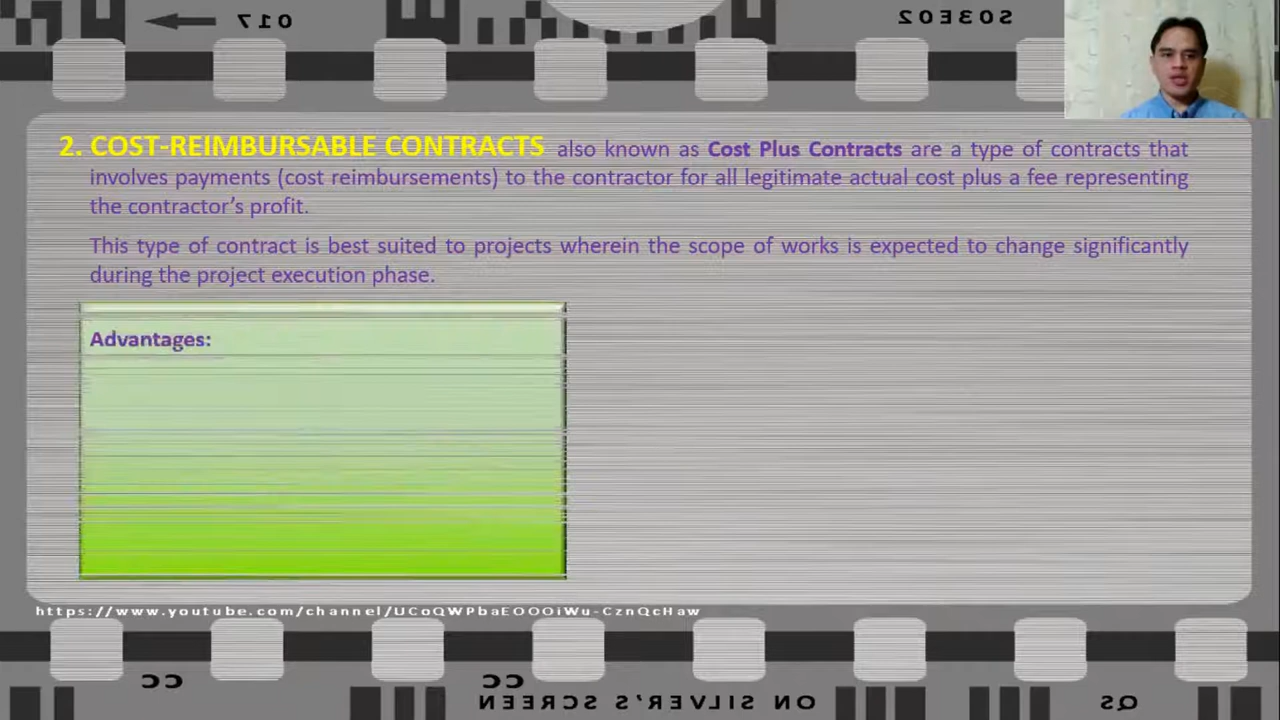 017
S03E02
2. COST-REIMBURSABLE CONTRACTS also known as Cost Plus Contracts are a type of contracts that
involves payments (cost reimbursements) to the contractor for all legitimate actual cost plus a fee representing
the contractor's profit.
This type of contract is best suited to projects wherein the scope of works is expected to change significantly
during the project execution phase.
Advantages:
https://www.youtube.com/channel/UCoQWPbaEOOOiWu-CznQcHaw
CC
CC
ON SILVER'S SCREEN
QS